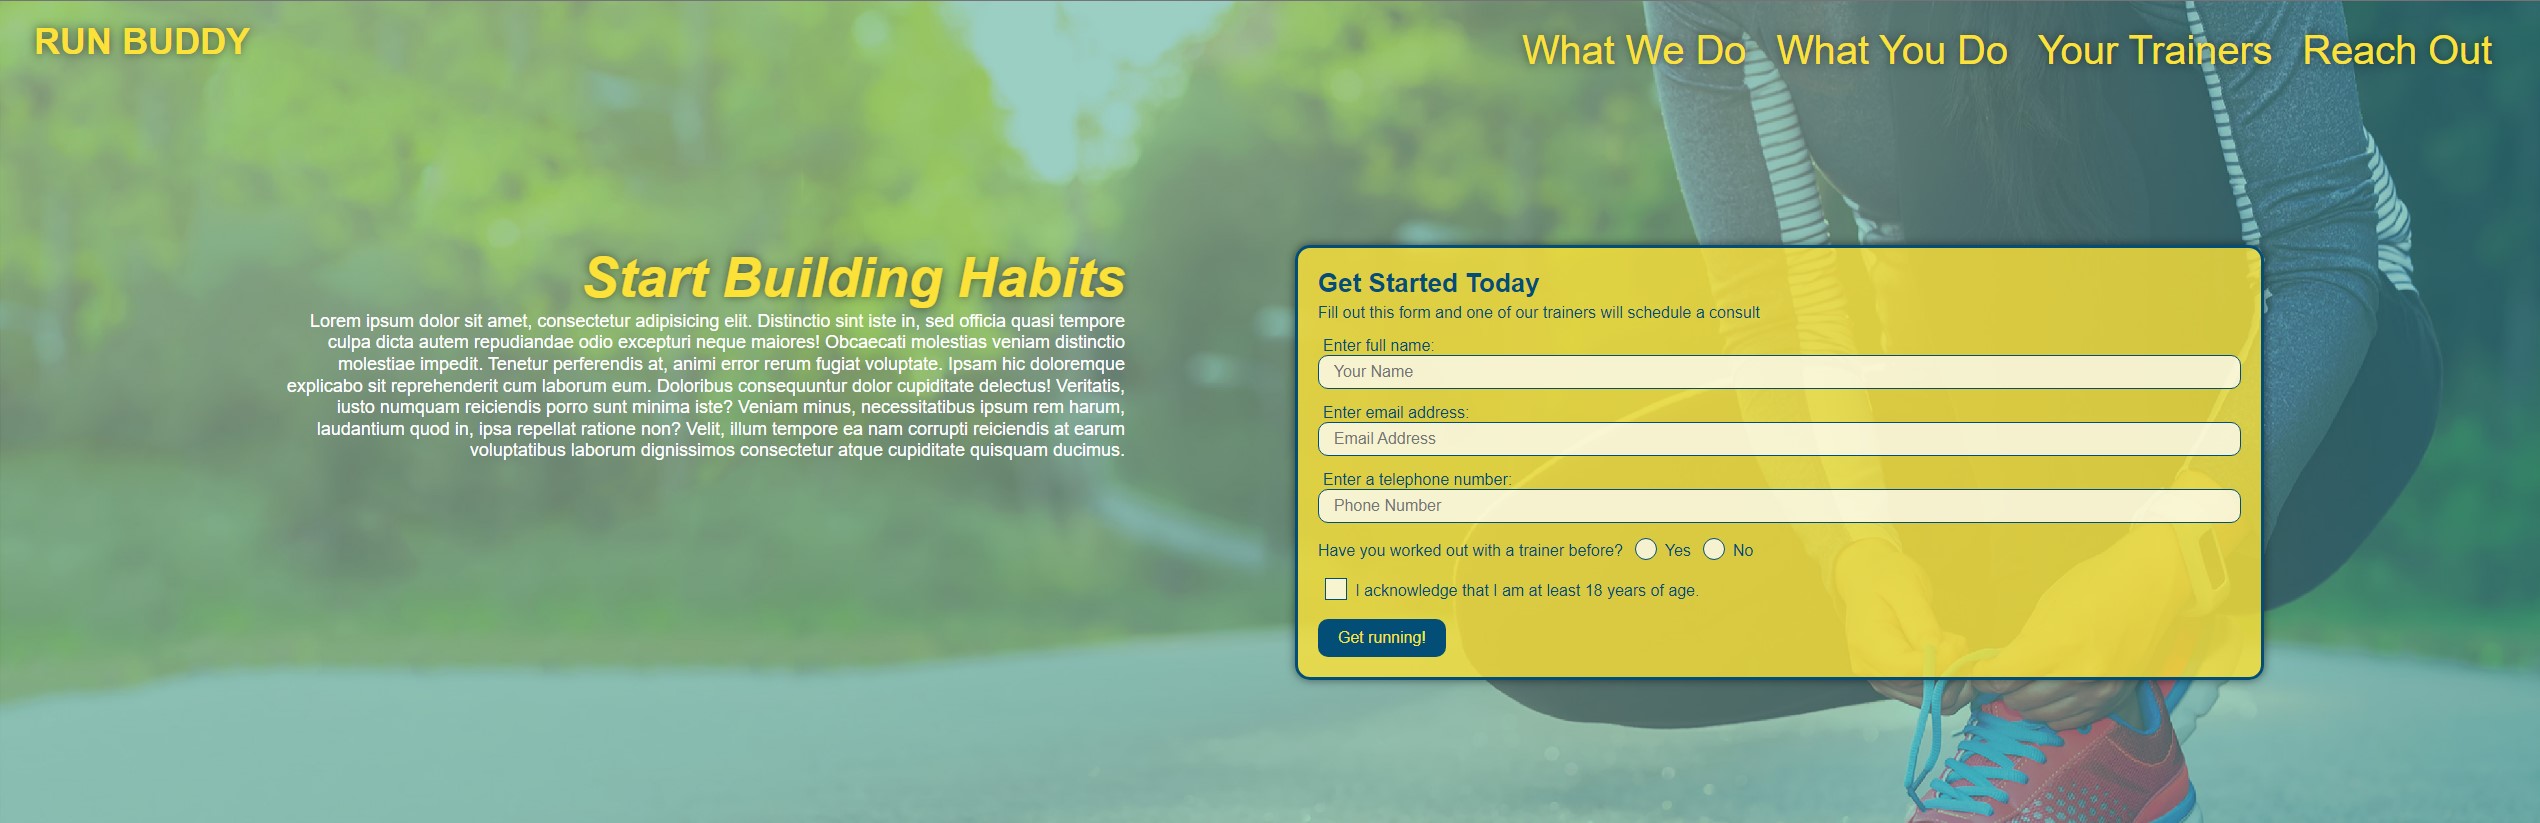 RUN BUDDY
What We Do What You Do Your Trainers Reach Out
Start Building Habits
Lorem ipsum dolor sit amet, consectetur adipisicing elit. Distinctio sint iste in, sed officia quasi tempore
culpa dicta autem repudiandae odio excepturi neque maiores! Obcaecati molestias veniam distinctio
molestiae impedit. Tenetur perferendis at, animi error rerum fugiat voluptate. Ipsam hic doloremque
explicabo sit reprehenderit cum laborum eum. Doloribus consequuntur dolor cupiditate delectus! Veritatis,
iusto numquam reiciendis porro sunt minima iste? Veniam minus, necessitatibus ipsum rem harum,
laudantium quod in, ipsa repellat ratione non? Velit, illum tempore ea nam corrupti reiciendis at earum
voluptatibus laborum dignissimos consectetur atque cupiditate quisquam ducimus.
Get Started Today
Fill out this form and one of our trainers will schedule a consult
Enter full name:
Your Name
Enter email address:
Email Address
Enter a telephone number:
Phone Number
Have you worked out with a trainer before? Yes No
I acknowledge that I am at least 18 years of age.
Get running!